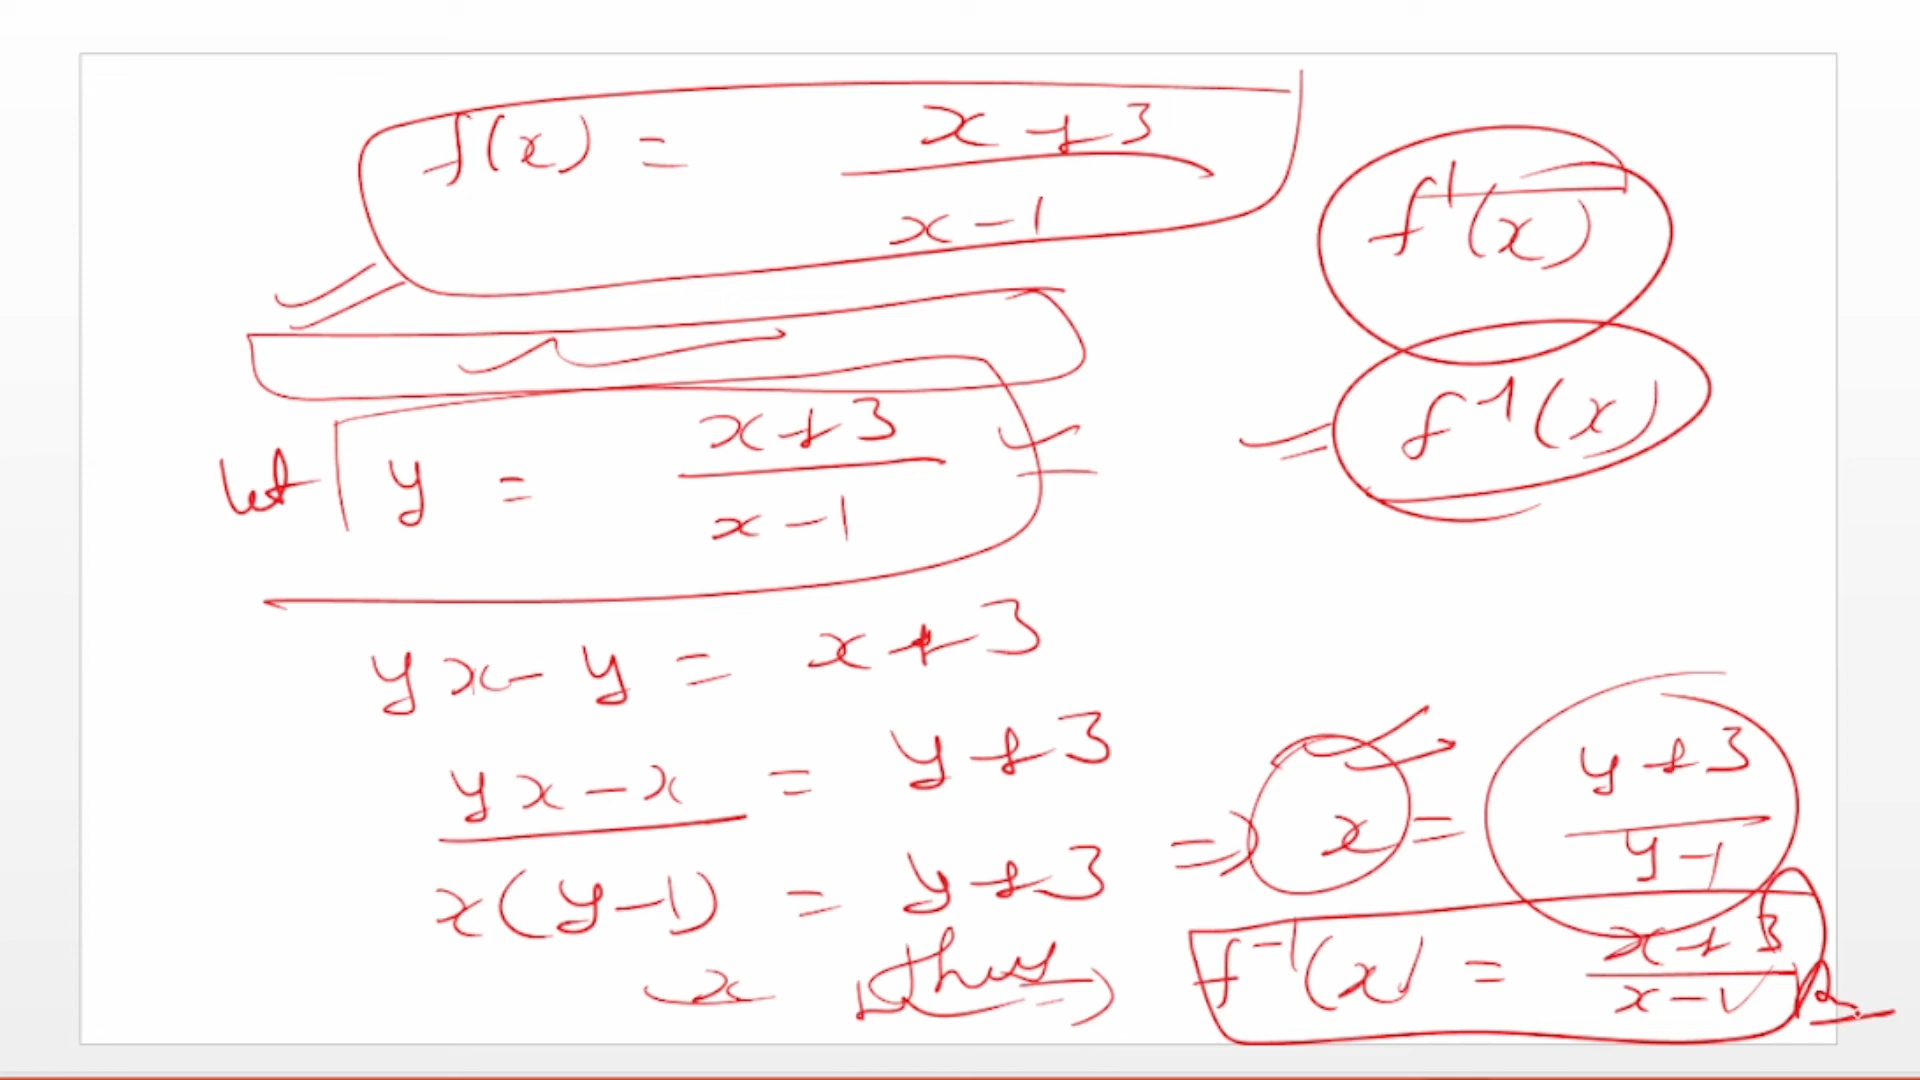 f(x) = x+3 / x-1
f'(x)
f⁻¹(x)
let y = x+3 / x-1
yx - y = x+3
yx - x = y+3
x(y-1) = y+3 => x = y+3 / y-1
x thus f⁻¹(x) = x+3 / x-1